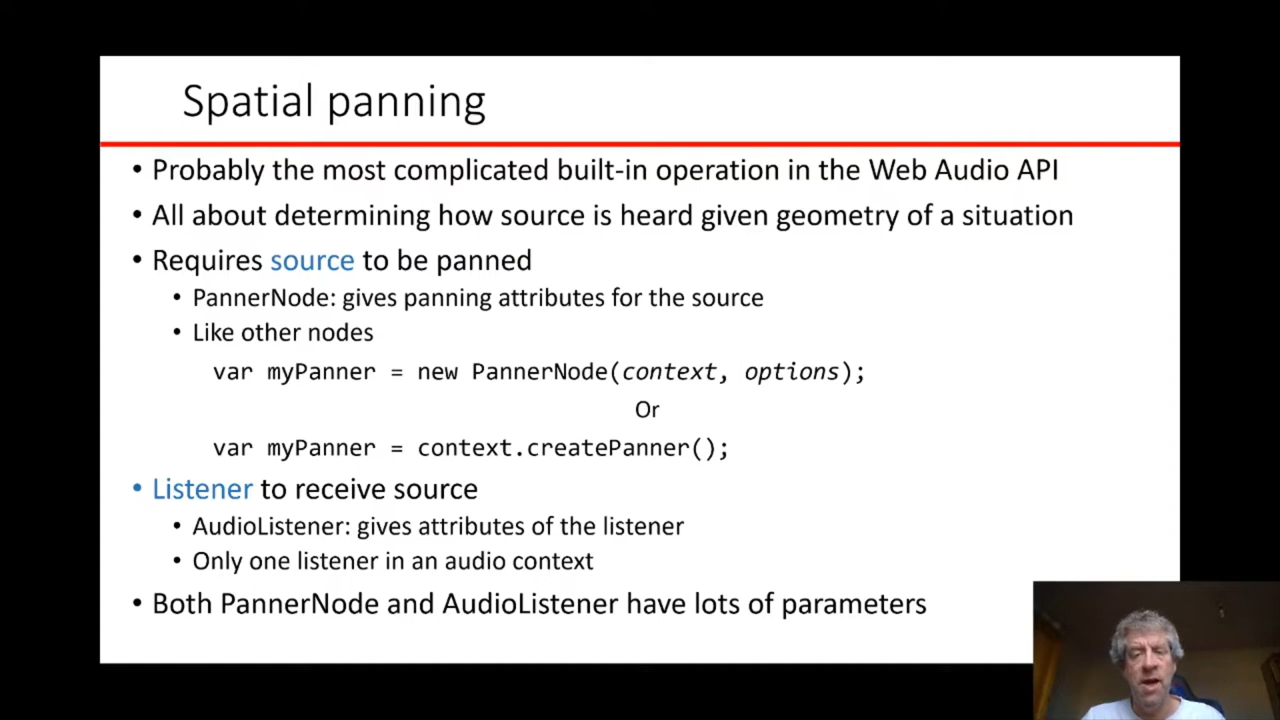 Spatial panning
• Probably the most complicated built-in operation in the Web Audio API
• All about determining how source is heard given geometry of a situation
• Requires source to be panned
• PannerNode: gives panning attributes for the source
• Like other nodes
var myPanner = new PannerNode(context, options);
Or
var myPanner = context.createPanner();
• Listener to receive source
• AudioListener: gives attributes of the listener
• Only one listener in an audio context
• Both PannerNode and AudioListener have lots of parameters